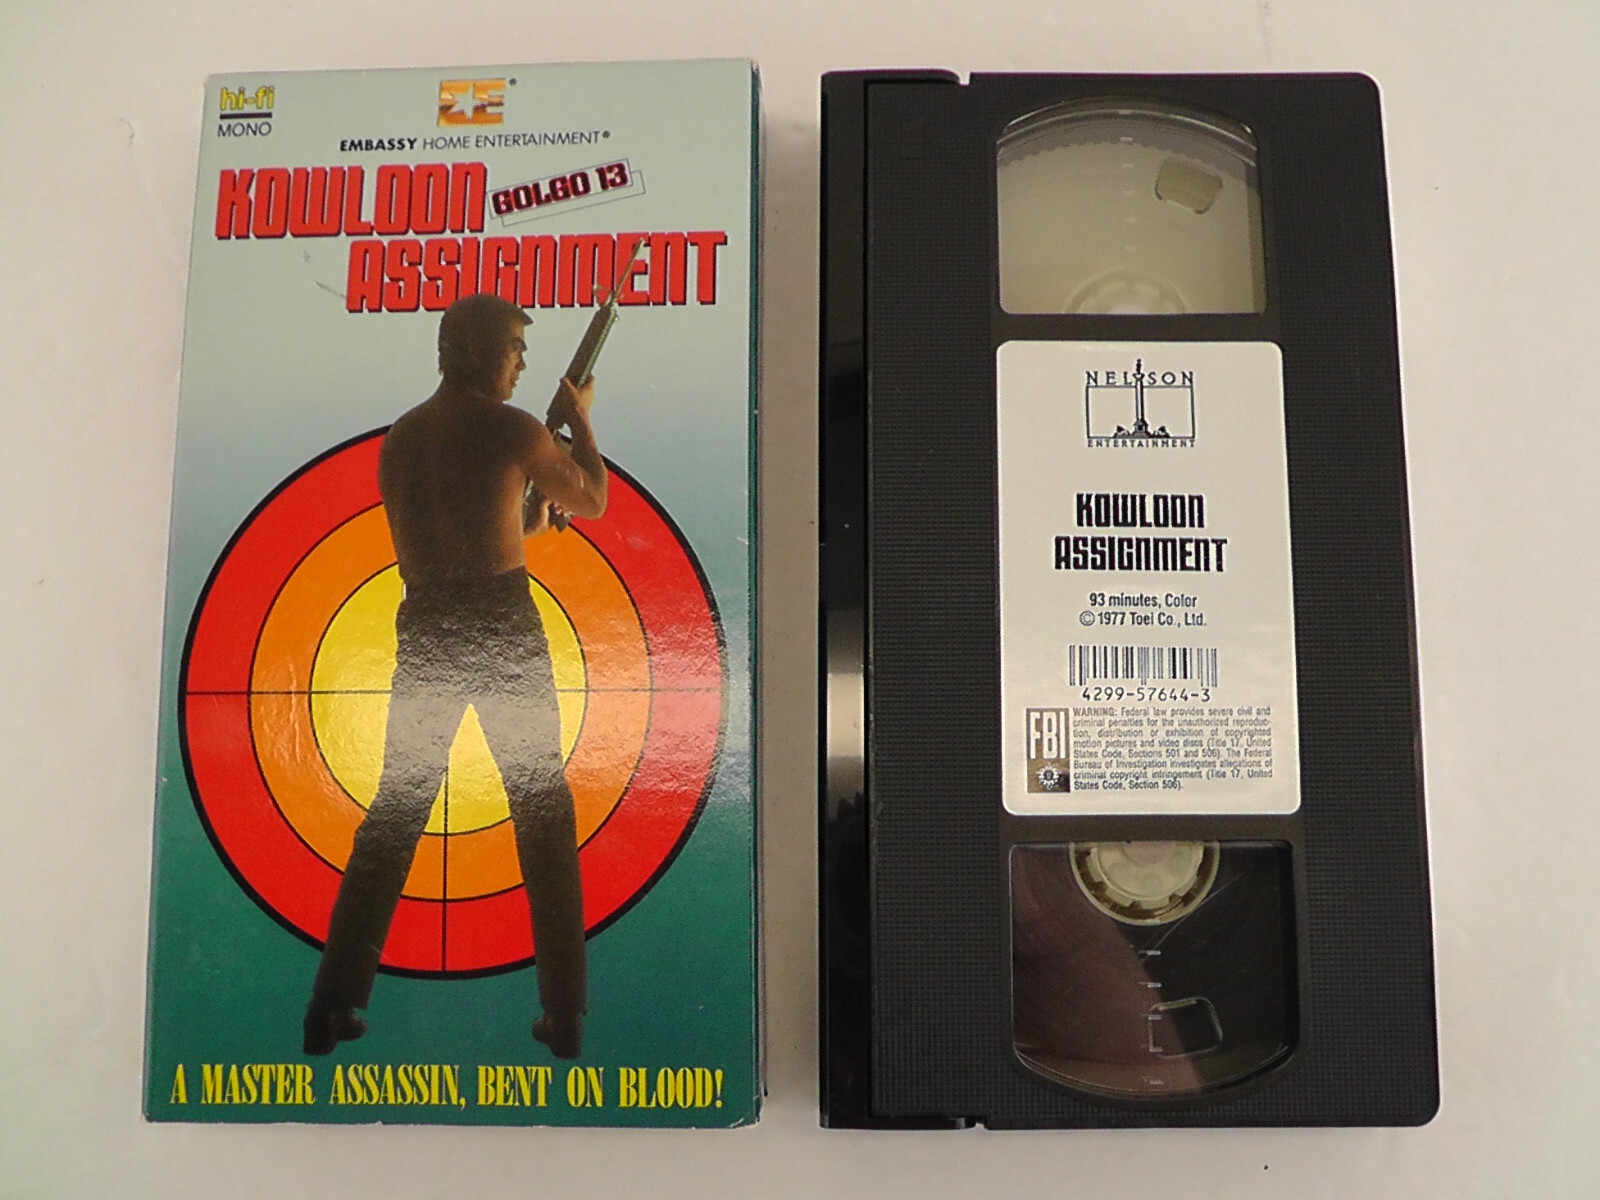 hi-fi
MONO
EE®
EMBASSY HOME ENTERTAINMENT®
KOWLOON
GOLGO 13
ASSIGNMENT
A MASTER ASSASSIN, BENT ON BLOOD!
NELSON
ENTERTAINMENT
KOWLOON
ASSIGNMENT
93 minutes, Color
© 1977 Toei Co., Ltd.
4299-57644-3
FBI
WARNING: Federal law provides severe civil and
criminal penalties for the unauthorized reproduc-
tion, distribution or exhibition of copyrighted
motion pictures and video discs (Title 17, United
States Code, Sections 501 and 506). The Federal
Bureau of Investigation investigates allegations of
criminal copyright infringement (Title 17, United
States Code, Section 506).